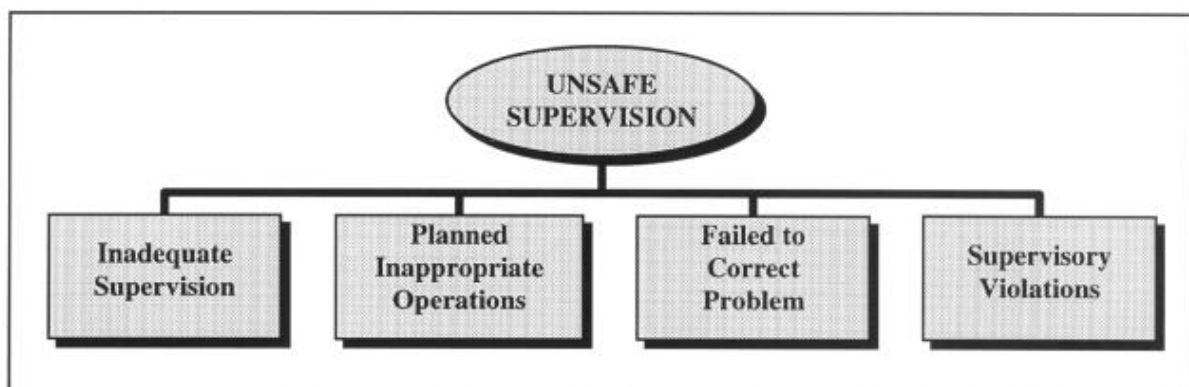 UNSAFE
SUPERVISION
Inadequate
Supervision
Planned
Inappropriate
Operations
Failed to
Correct
Problem
Supervisory
Violations